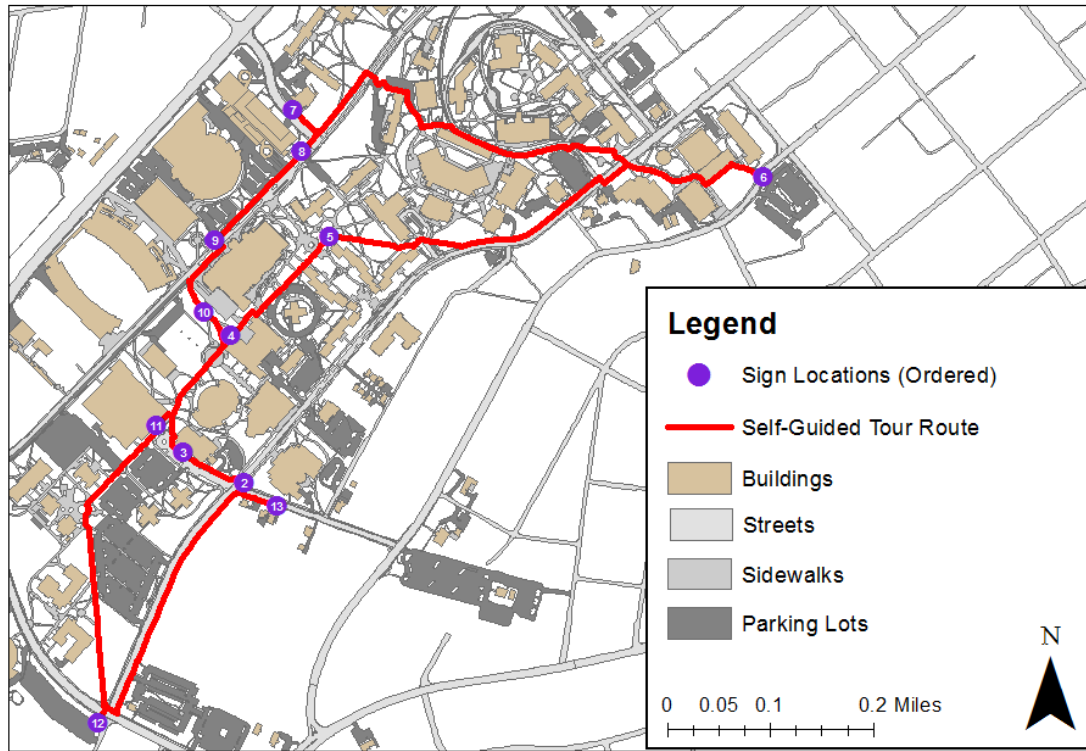 7
8
6
9
5
10
4
11
3
2
13
12
Legend
Sign Locations (Ordered)
Self-Guided Tour Route
Buildings
Streets
Sidewalks
Parking Lots
N
0 0.05 0.1 0.2 Miles